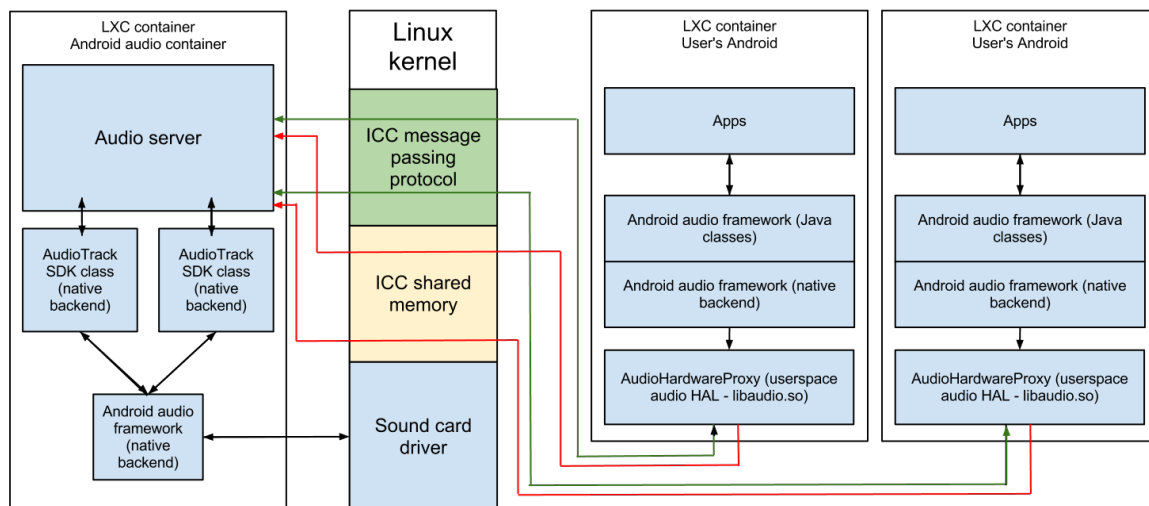 LXC container
Android audio container
Audio server
AudioTrack
SDK class
(native
backend)
AudioTrack
SDK class
(native
backend)
Android audio
framework
(native
backend)
Linux
kernel
ICC message
passing
protocol
ICC shared
memory
Sound card
driver
LXC container
User's Android
Apps
Android audio framework (Java
classes)
Android audio framework (native
backend)
AudioHardwareProxy (userspace
audio HAL - libaudio.so)
LXC container
User's Android
Apps
Android audio framework (Java
classes)
Android audio framework (native
backend)
AudioHardwareProxy (userspace
audio HAL - libaudio.so)